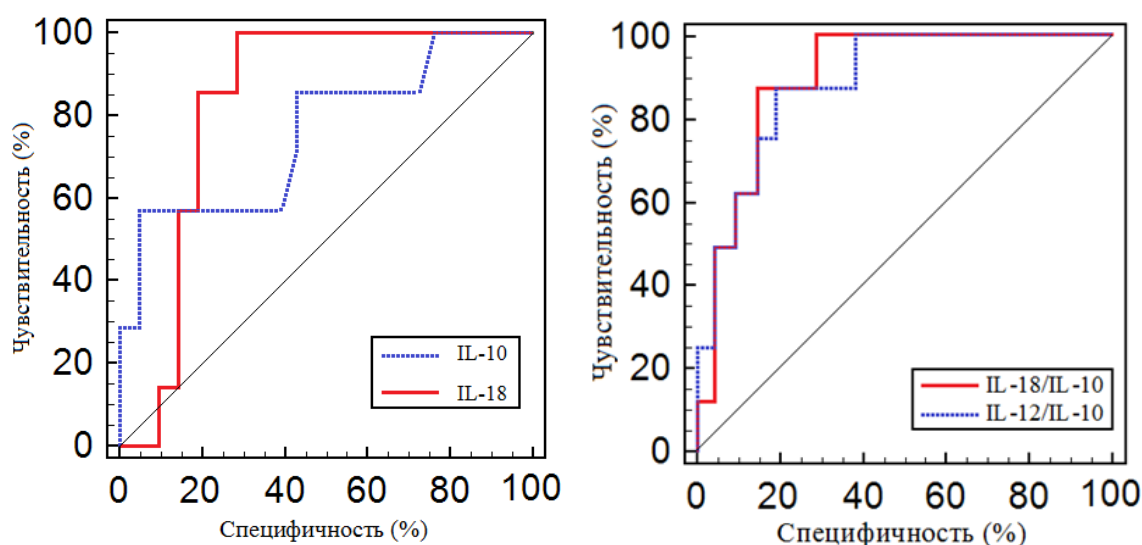 Чувствительность (%)
100
80
60
40
20
0
IL-10
IL-18
0 20 40 60 80 100
Специфичность (%)
Чувствительность (%)
100
80
60
40
20
0
IL-18/IL-10
IL-12/IL-10
0 20 40 60 80 100
Специфичность (%)